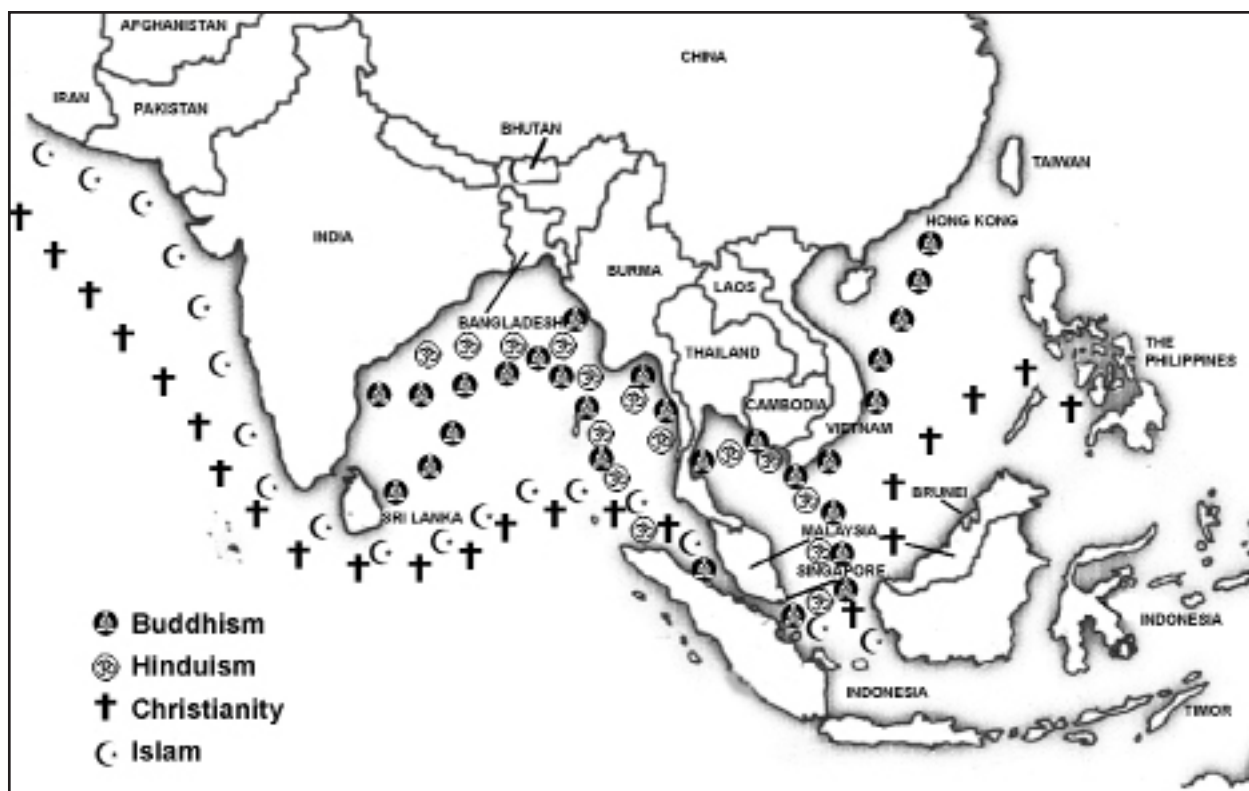 AFGHANISTAN
CHINA
IRAN
PAKISTAN
BHUTAN
TAIWAN
HONG KONG
INDIA
BURMA
LAOS
BANGLADESH
THAILAND
THE
PHILIPPINES
CAMBODIA
VIETNAM
BRUNEI
SRI LANKA
MALAYSIA
SINGAPORE
Buddhism
INDONESIA
Hinduism
INDONESIA
Christianity
TIMOR
Islam